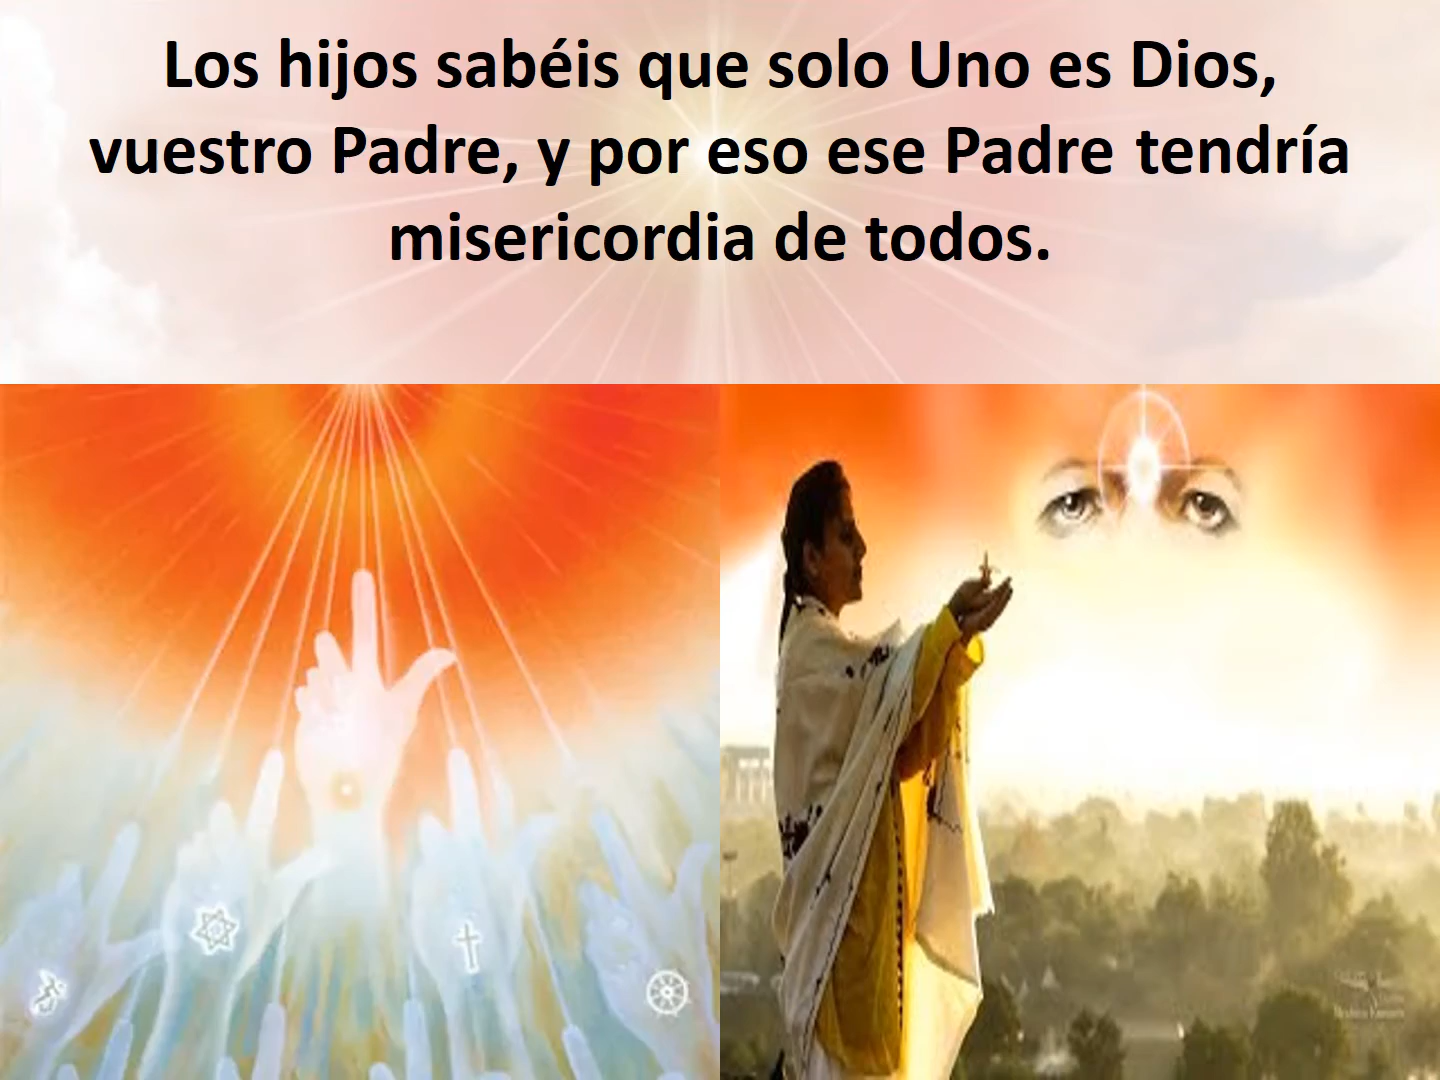 Los hijos sabéis que solo Uno es Dios,
vuestro Padre, y por eso ese Padre tendría
misericordia de todos.